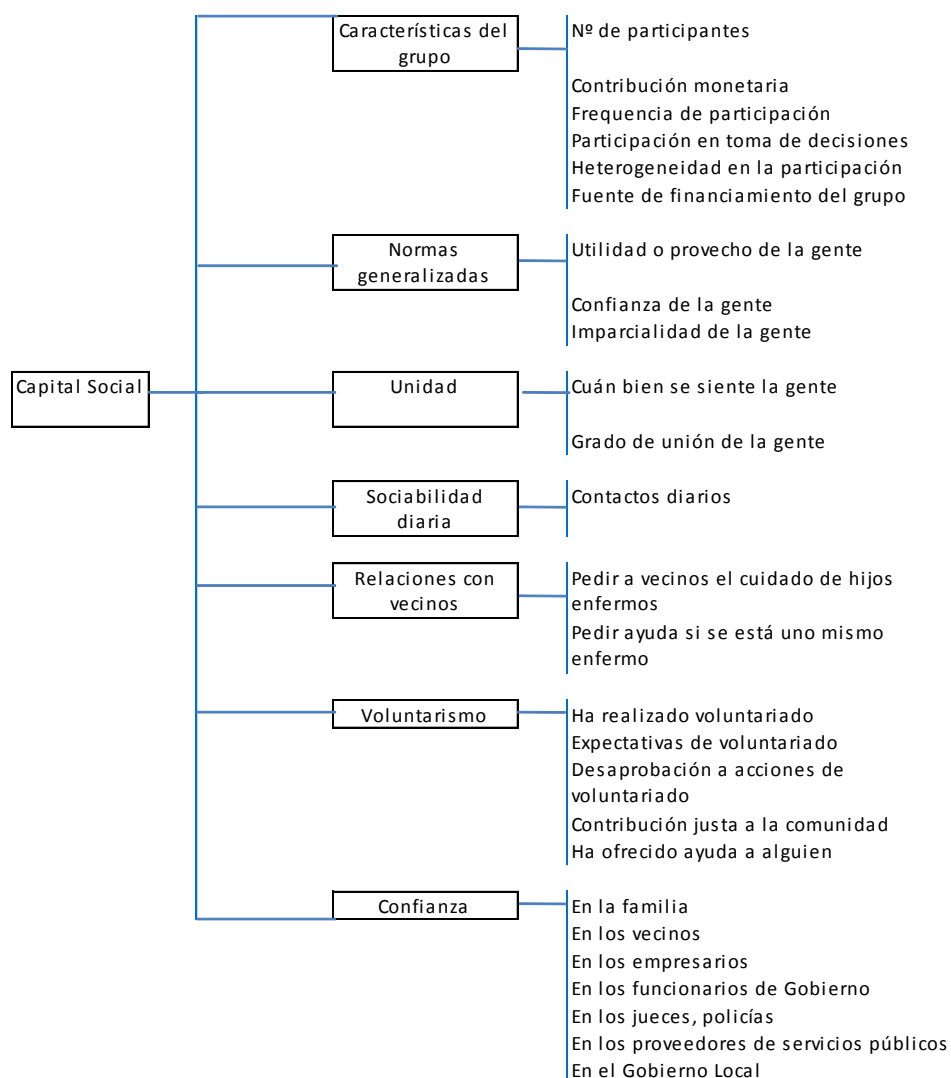 Características del
grupo
Nº de participantes
Contribución monetaria
Frequencia de participación
Participación en toma de decisiones
Heterogeneidad en la participación
Fuente de financiamiento del grupo
Normas
generalizadas
Utilidad o provecho de la gente
Confianza de la gente
Imparcialidad de la gente
Capital Social
Unidad
Cuán bien se siente la gente
Grado de unión de la gente
Sociabilidad
diaria
Contactos diarios
Relaciones con
vecinos
Pedir a vecinos el cuidado de hijos
enfermos
Pedir ayuda si se está uno mismo
enfermo
Voluntarismo
Ha realizado voluntariado
Expectativas de voluntariado
Desaprobación a acciones de
voluntariado
Contribución justa a la comunidad
Ha ofrecido ayuda a alguien
Confianza
En la familia
En los vecinos
En los empresarios
En los funcionarios de Gobierno
En los jueces, policías
En los proveedores de servicios públicos
En el Gobierno Local